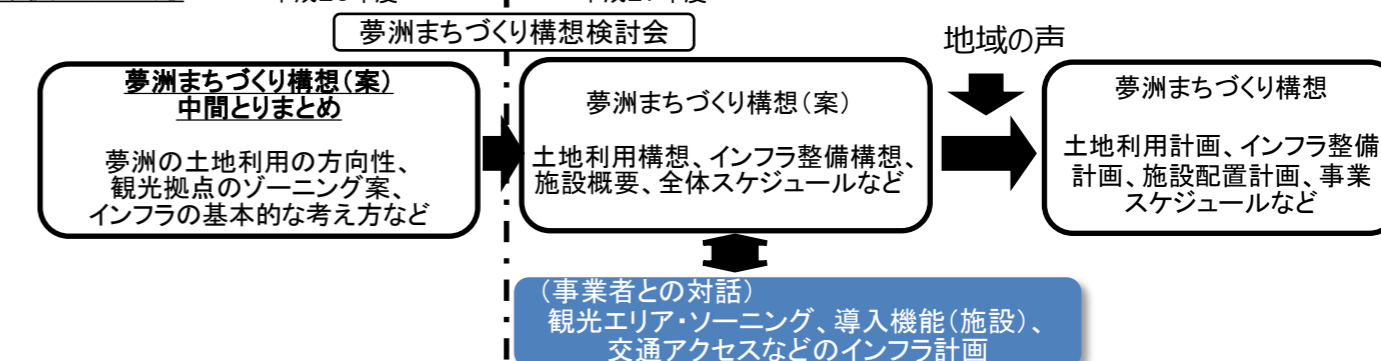 夢洲まちづくり構想検討会
地域の声
夢洲まちづくり構想(案)
中間とりまとめ
夢洲の土地利用の方向性、
観光拠点のゾーニング案、
インフラの基本的な考え方など
夢洲まちづくり構想(案)
土地利用構想、インフラ整備構想、
施設概要、全体スケジュールなど
夢洲まちづくり構想
土地利用計画、インフラ整備
計画、施設配置計画、事業
スケジュールなど
(事業者との対話)
観光エリア・ソーニング、導入機能(施設)、
交通アクセスなどのインフラ計画